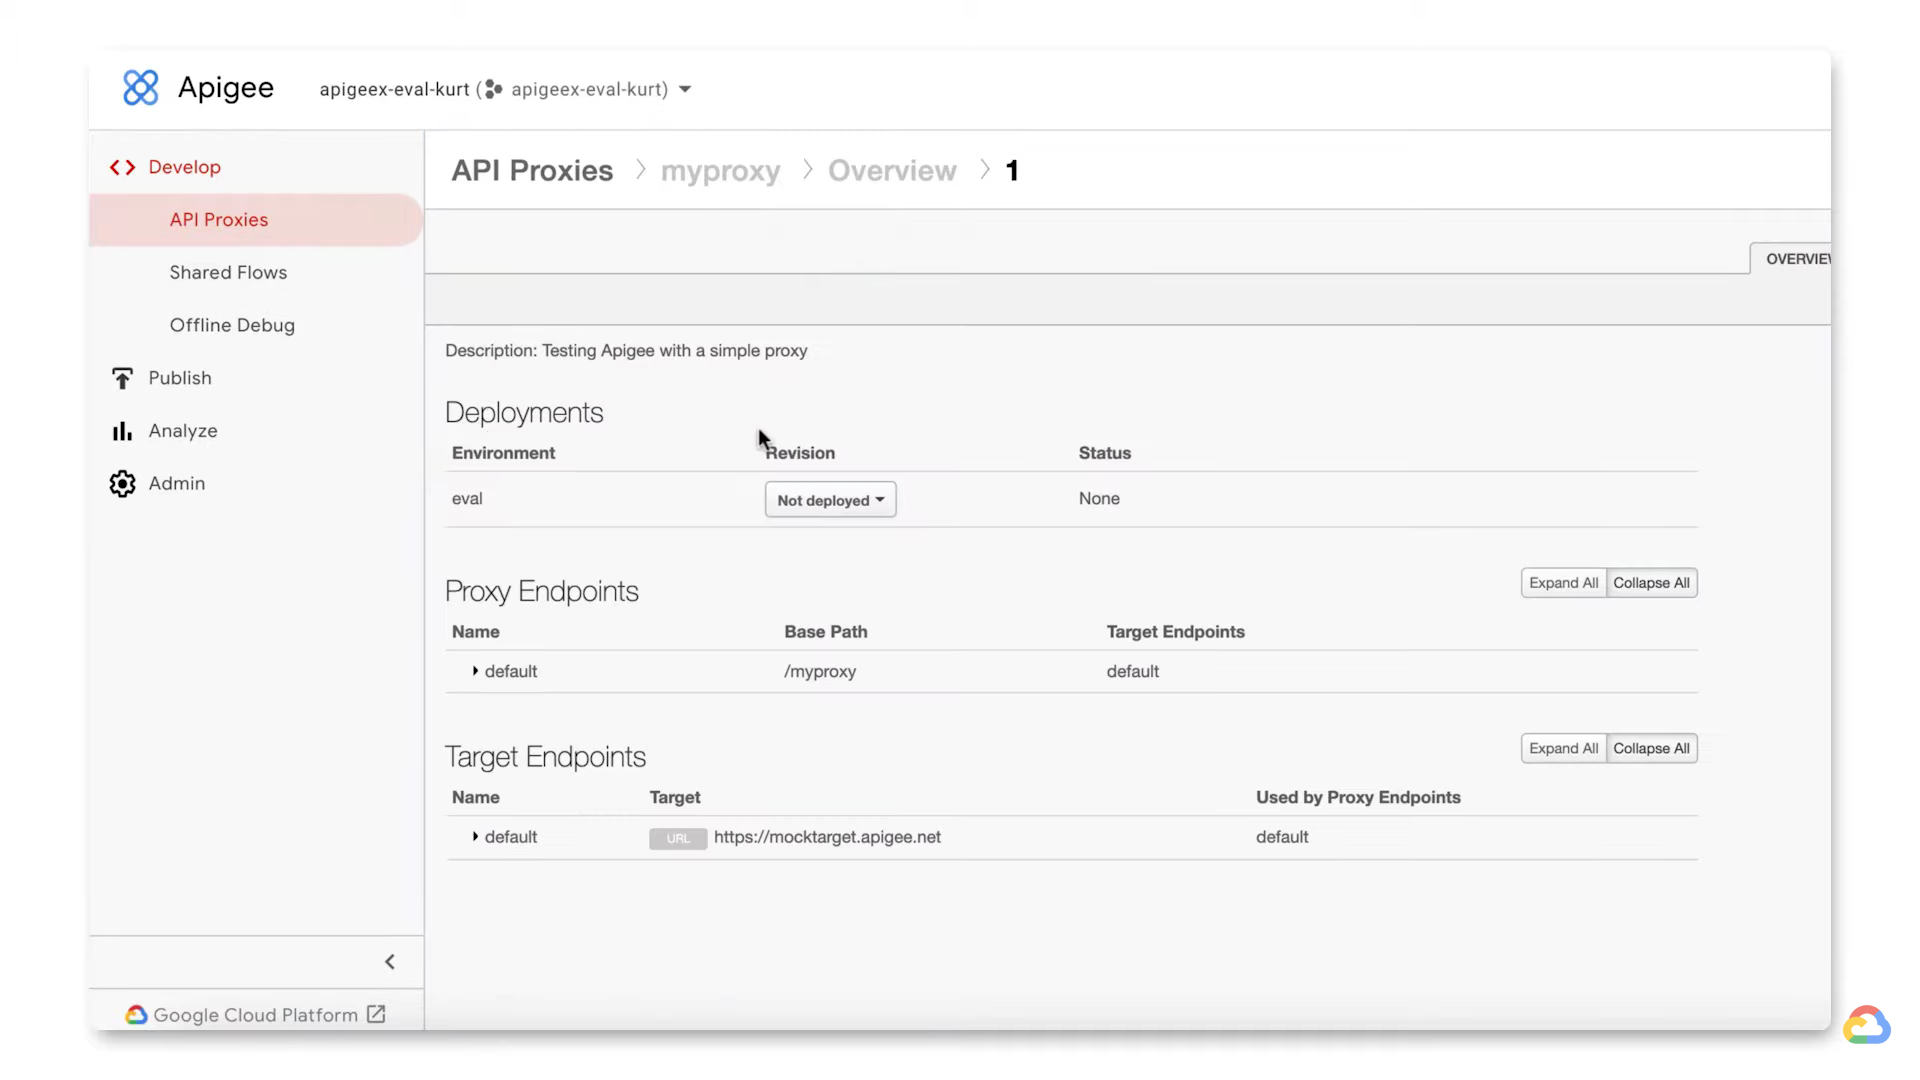 Apigee
apigeex-eval-kurt ( apigeex-eval-kurt)
Develop
API Proxies
Shared Flows
Offline Debug
Publish
Analyze
Admin
Google Cloud Platform
API Proxies > myproxy > Overview > 1
Description: Testing Apigee with a simple proxy
Deployments
Environment Revision Status
eval Not deployed None
Proxy Endpoints Expand All Collapse All
Name Base Path Target Endpoints
default /myproxy default
Target Endpoints Expand All Collapse All
Name Target Used by Proxy Endpoints
default URL https://mocktarget.apigee.net default